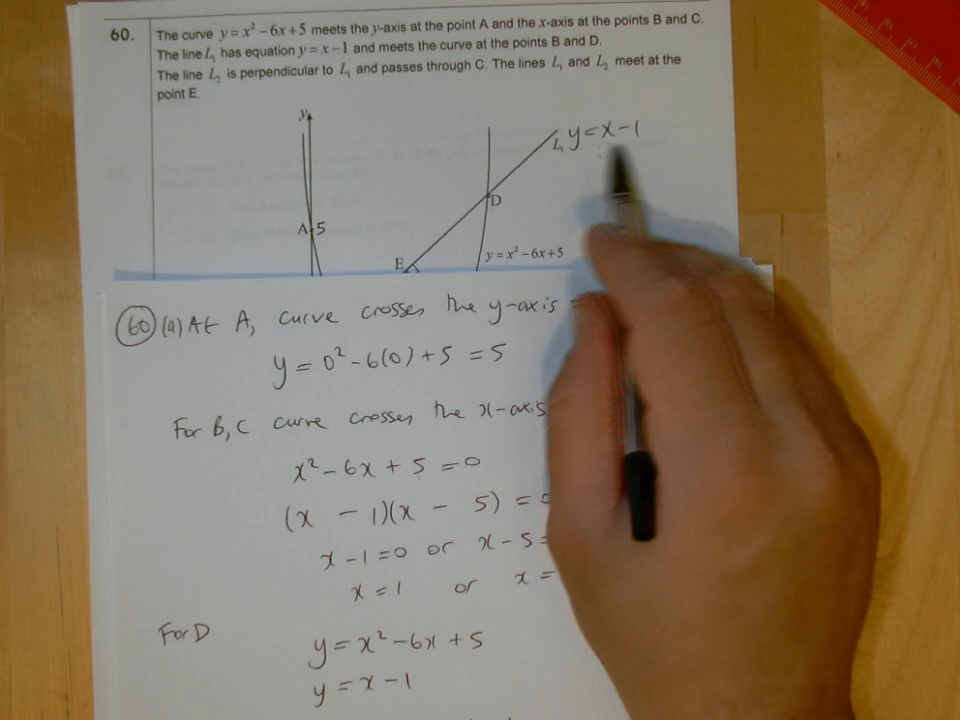 60.
The curve y = x² − 6x + 5 meets the y-axis at the point A and the x-axis at the points B and C.
The line L₁ has equation y = x − 1 and meets the curve at the points B and D.
The line L₂ is perpendicular to L₁ and passes through C. The lines L₁ and L₂ meet at the
point E.
y
L₁ y = x − 1
D
A 5
y = x² − 6x + 5
E
60 (a) At A, curve crosses the y-axis
y = 0² − 6(0) + 5 = 5
For B, C curve crosses the x-axis
x² − 6x + 5 = 0
(x − 1)(x − 5) =
x − 1 = 0 or x − 5 =
x = 1 or x =
For D
y = x² − 6x + 5
y = x − 1